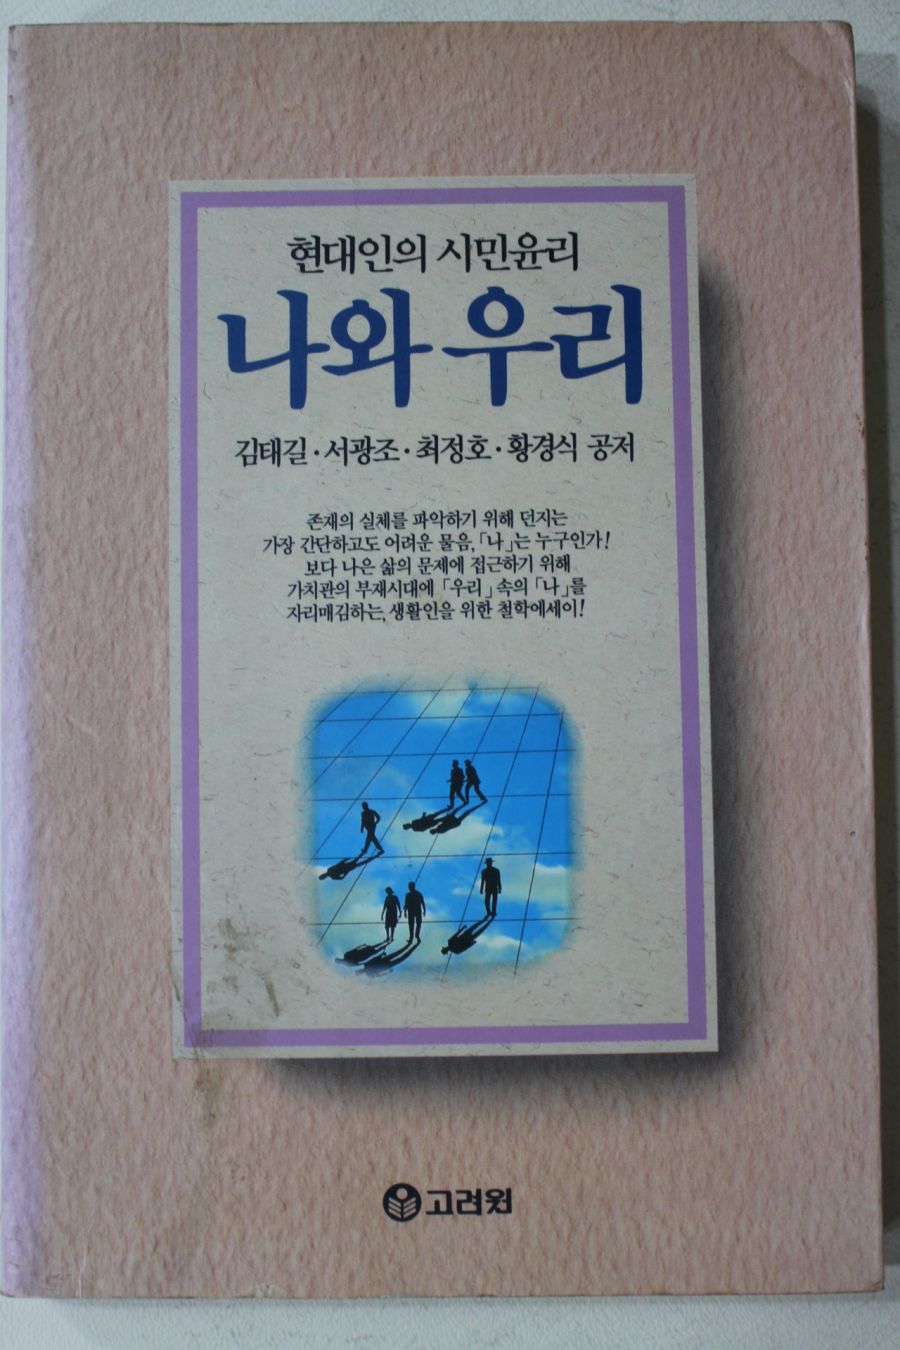 현대인의 시민윤리
나와 우리
김태길·서광조·최정호·황경식 공저
존재의 실체를 파악하기 위해 던지는
가장 간단하고도 어려운 물음, 「나」는 누구인가!
보다 나은 삶의 문제에 접근하기 위해
가치관의 부재시대에 「우리」 속의 「나」를
자리매김하는, 생활인을 위한 철학에세이!
고려원